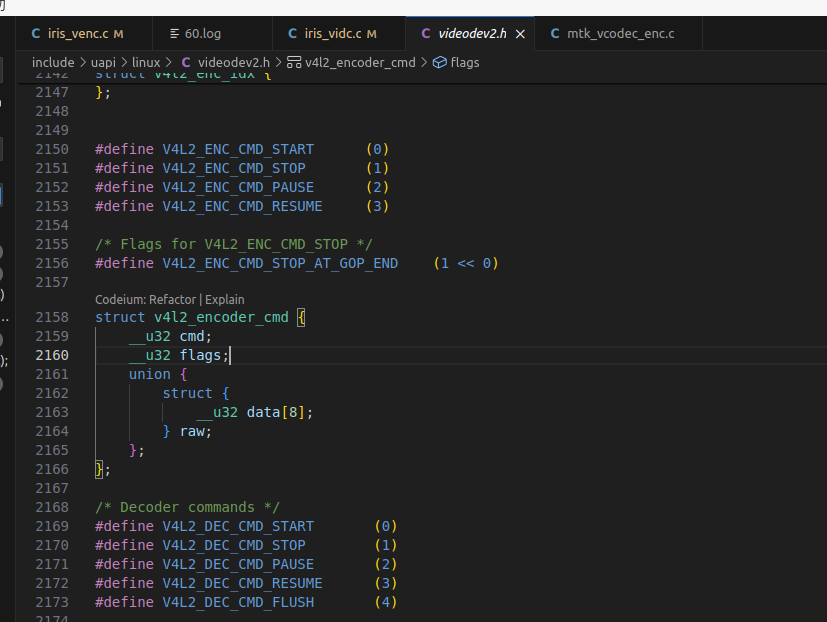 iris_venc.c M
60.log
iris_vidc.c M
videodev2.h
mtk_vcodec_enc.c
include > uapi > linux > C videodev2.h > v4l2_encoder_cmd > flags
2142 struct v4l2_enc_idx {
2147 };
2148
2149
2150 #define V4L2_ENC_CMD_START (0)
2151 #define V4L2_ENC_CMD_STOP (1)
2152 #define V4L2_ENC_CMD_PAUSE (2)
2153 #define V4L2_ENC_CMD_RESUME (3)
2154
2155 /* Flags for V4L2_ENC_CMD_STOP */
2156 #define V4L2_ENC_CMD_STOP_AT_GOP_END (1 << 0)
2157
Codeium: Refactor | Explain
2158 struct v4l2_encoder_cmd {
2159 __u32 cmd;
2160 __u32 flags;
2161 union {
2162 struct {
2163 __u32 data[8];
2164 } raw;
2165 };
2166 };
2167
2168 /* Decoder commands */
2169 #define V4L2_DEC_CMD_START (0)
2170 #define V4L2_DEC_CMD_STOP (1)
2171 #define V4L2_DEC_CMD_PAUSE (2)
2172 #define V4L2_DEC_CMD_RESUME (3)
2173 #define V4L2_DEC_CMD_FLUSH (4)
2174